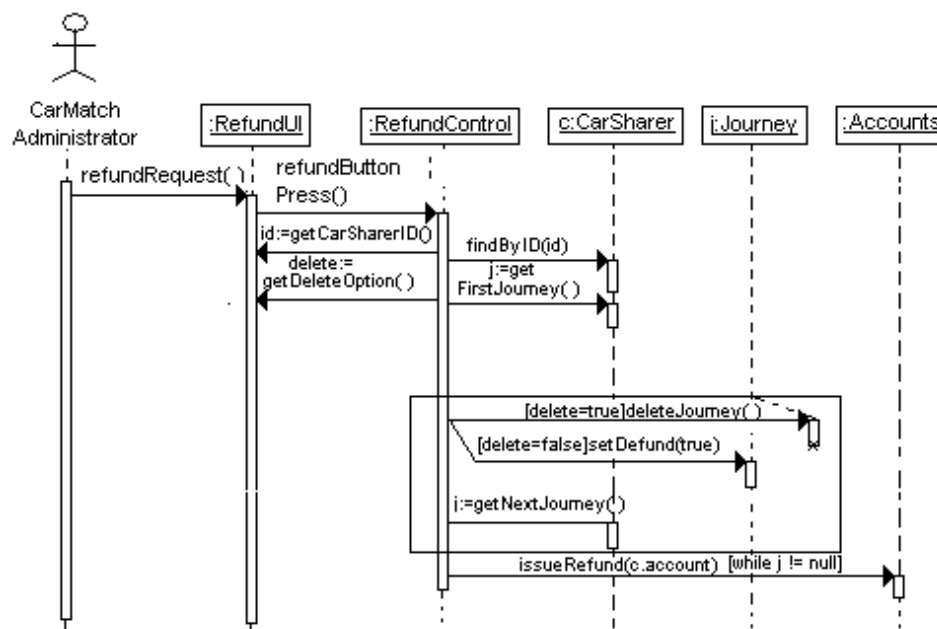 CarMatch
Administrator
:RefundUI
:RefundControl
c:CarSharer
j:Journey
:Accounts
refundRequest( )
refundButton
Press()
id:=getCarSharerID()
findByID(id)
delete:=
getDeleteOption( )
j:=get
FirstJourney( )
[delete=true]deleteJourney( )
[delete=false]setDefund(true)
j:=getNextJourney( )
issueRefund(c.account) [while j != null]